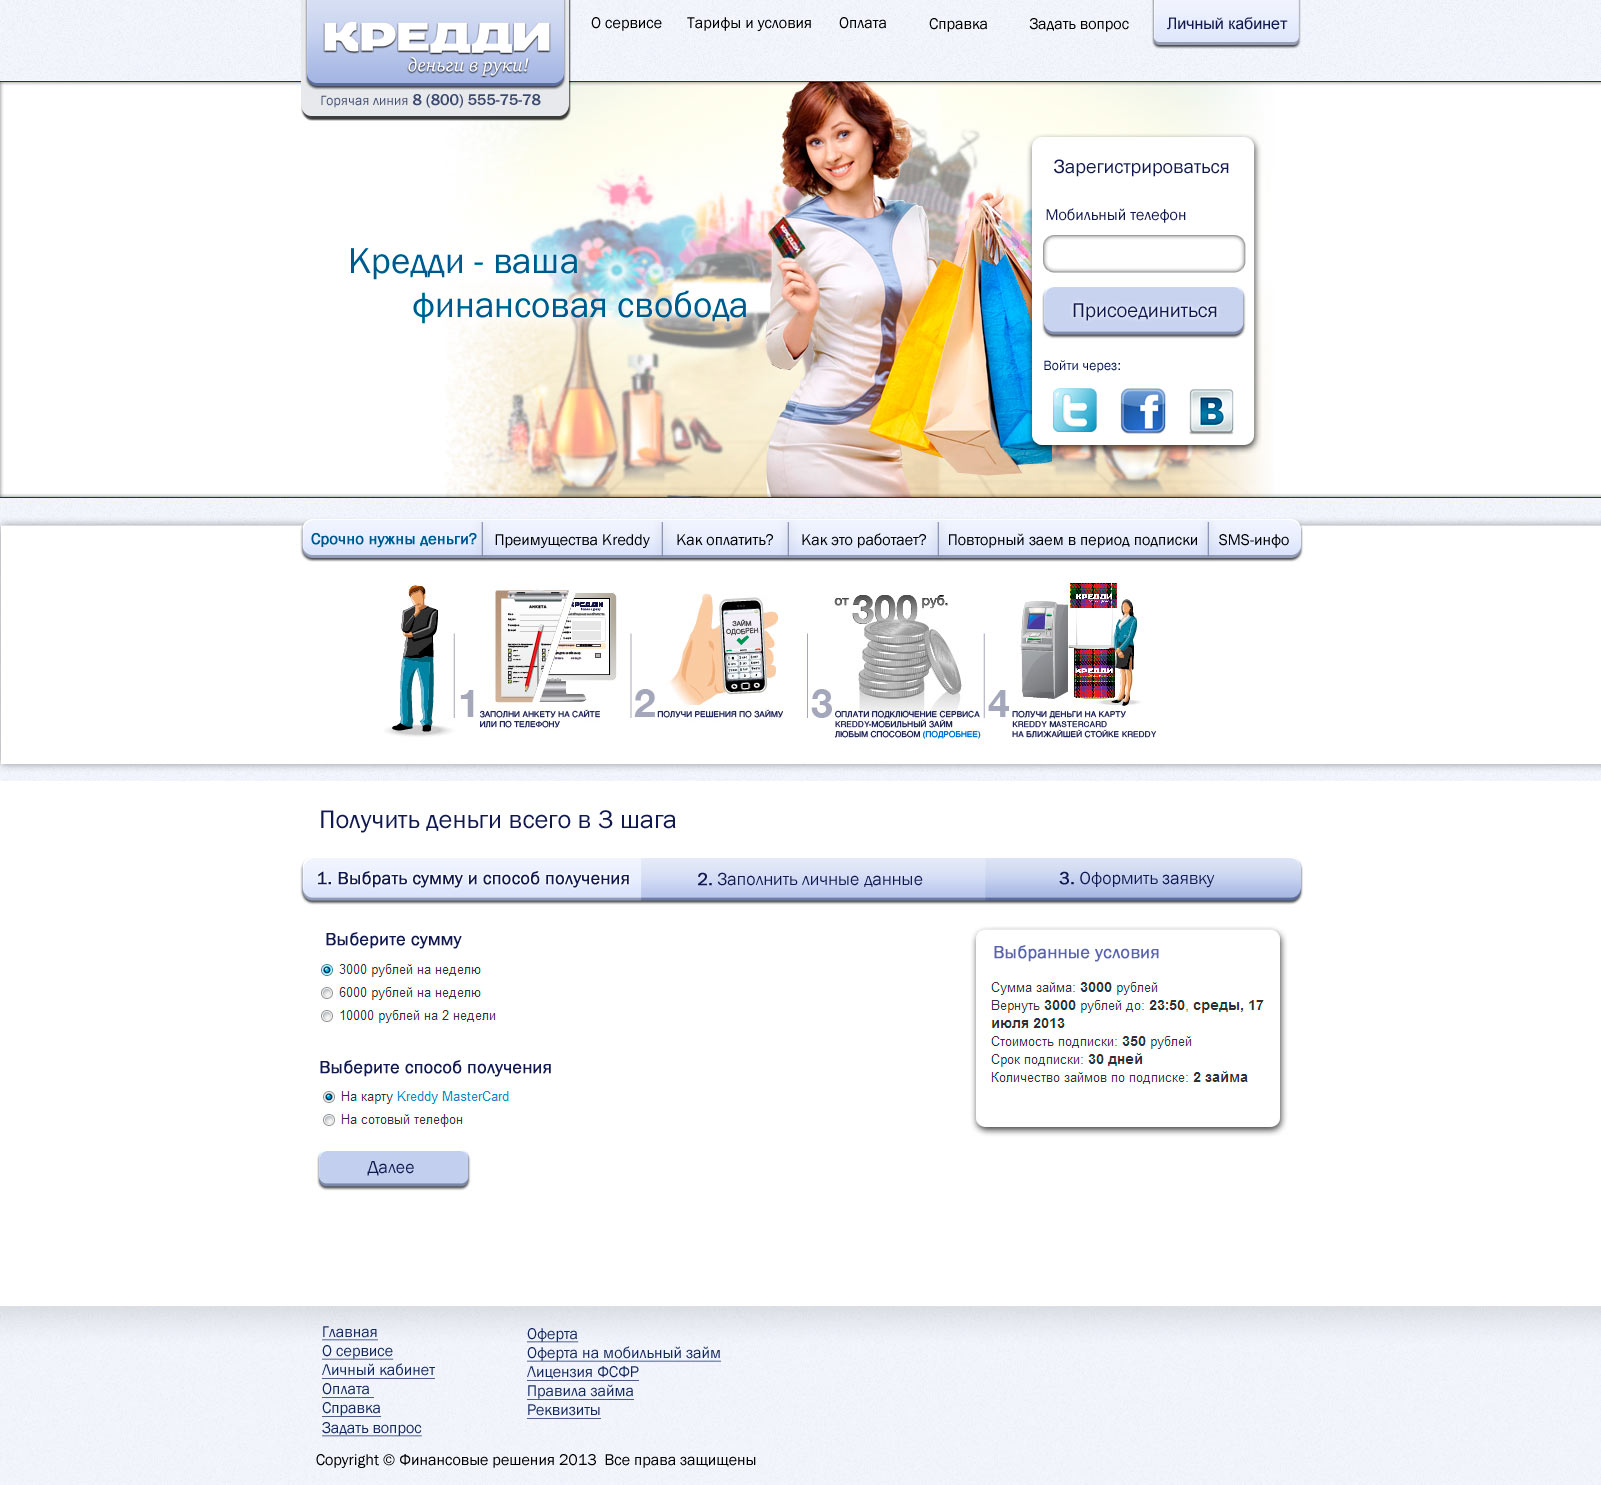 КРЕДДИ
деньги в руки!
Горячая линия 8 (800) 555-75-78
О сервисе
Тарифы и условия
Оплата
Справка
Задать вопрос
Личный кабинет
Кредди - ваша
финансовая свобода
КРЕДДИ
Зарегистрироваться
Мобильный телефон
Присоединиться
Войти через:
Срочно нужны деньги?
Преимущества Kreddy
Как оплатить?
Как это работает?
Повторный заем в период подписки
SMS-инфо
АНКЕТА
КРЕДДИ
1
ЗАПОЛНИ АНКЕТУ НА САЙТЕ
ИЛИ ПО ТЕЛЕФОНУ
ЗАЙМ
ОДОБРЕН
2
ПОЛУЧИ РЕШЕНИЯ ПО ЗАЙМУ
от 300 руб.
3
ОПЛАТИ ПОДКЛЮЧЕНИЕ СЕРВИСА
KREDDY-МОБИЛЬНЫЙ ЗАЙМ
ЛЮБЫМ СПОСОБОМ (ПОДРОБНЕЕ)
КРЕДДИ
КРЕДДИ
4
ПОЛУЧИ ДЕНЬГИ НА КАРТУ
KREDDY MASTERCARD
НА БЛИЖАЙШЕЙ СТОЙКЕ KREDDY
Получить деньги всего в 3 шага
1. Выбрать сумму и способ получения
2. Заполнить личные данные
3. Оформить заявку
Выберите сумму
3000 рублей на неделю
6000 рублей на неделю
10000 рублей на 2 недели
Выберите способ получения
На карту Kreddy MasterCard
На сотовый телефон
Далее
Выбранные условия
Сумма займа: 3000 рублей
Вернуть 3000 рублей до: 23:50, среды, 17
июля 2013
Стоимость подписки: 350 рублей
Срок подписки: 30 дней
Количество займов по подписке: 2 займа
Главная
О сервисе
Личный кабинет
Оплата
Справка
Задать вопрос
Оферта
Оферта на мобильный займ
Лицензия ФСФР
Правила займа
Реквизиты
Copyright © Финансовые решения 2013 Все права защищены